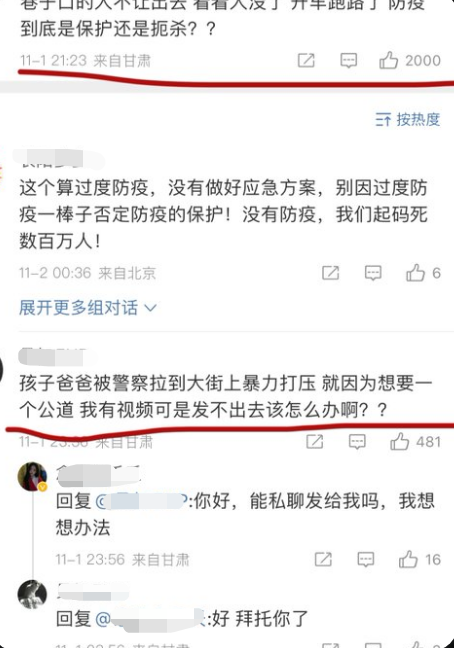 巷子口的人不让出去 看着人没了 开车跑路了 防疫
到底是保护还是扼杀？？
11-1 21:23 来自甘肃
2000
按热度
这个算过度防疫，没有做好应急方案，别因过度防
疫一棒子否定防疫的保护！没有防疫，我们起码死
数百万人！
11-2 00:36 来自北京
6
展开更多组对话
孩子爸爸被警察拉到大街上暴力打压 就因为想要一
个公道 我有视频可是发不出去该怎么办啊？？
11-1 23:36 来自甘肃
481
回复@ P:你好，能私聊发给我吗，我想
想办法
11-1 23:56 来自甘肃
16
回复@ :好 拜托你了